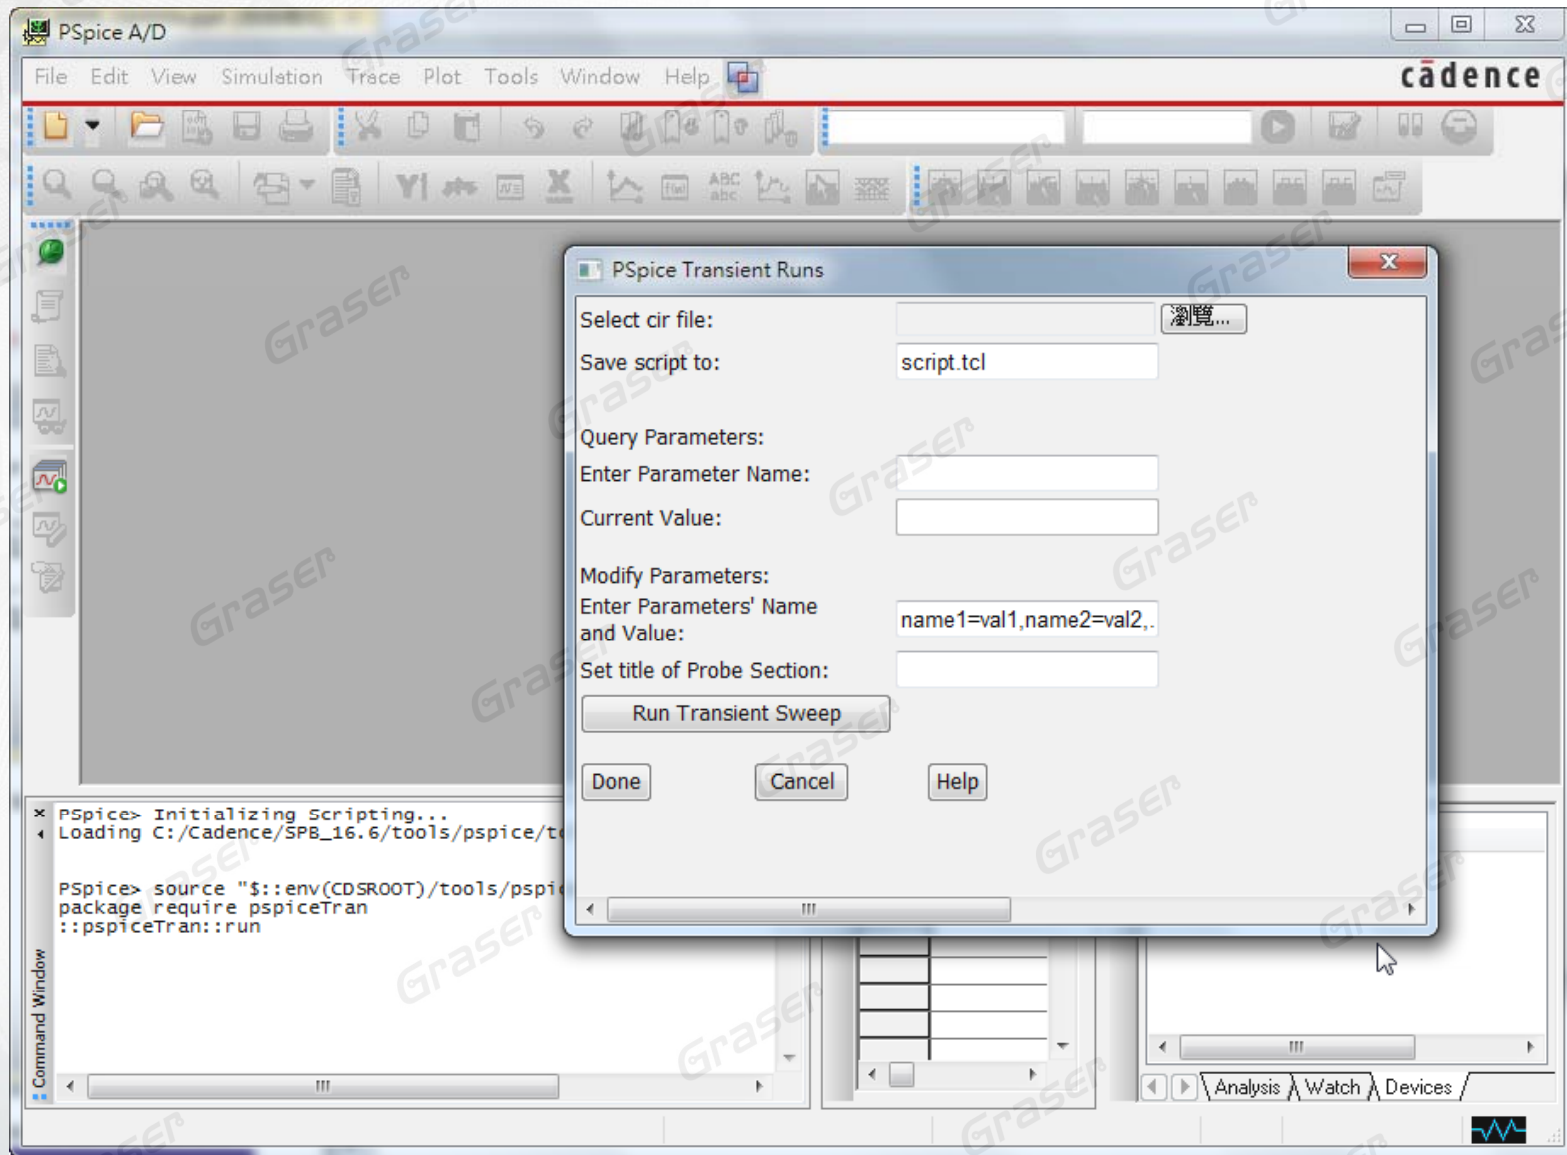 PSpice A/D
File Edit View Simulation Trace Plot Tools Window Help
cādence
PSpice Transient Runs
Select cir file:
瀏覽...
Save script to:
script.tcl
Query Parameters:
Enter Parameter Name:
Current Value:
Modify Parameters:
Enter Parameters' Name
and Value:
name1=val1,name2=val2,.
Set title of Probe Section:
Run Transient Sweep
Done Cancel Help
PSpice> Initializing Scripting...
Loading C:/Cadence/SPB_16.6/tools/pspice/tc
PSpice> source "$::env(CDSROOT)/tools/pspic
package require pspiceTran
::pspiceTran::run
Command Window
Analysis Watch Devices
Graser